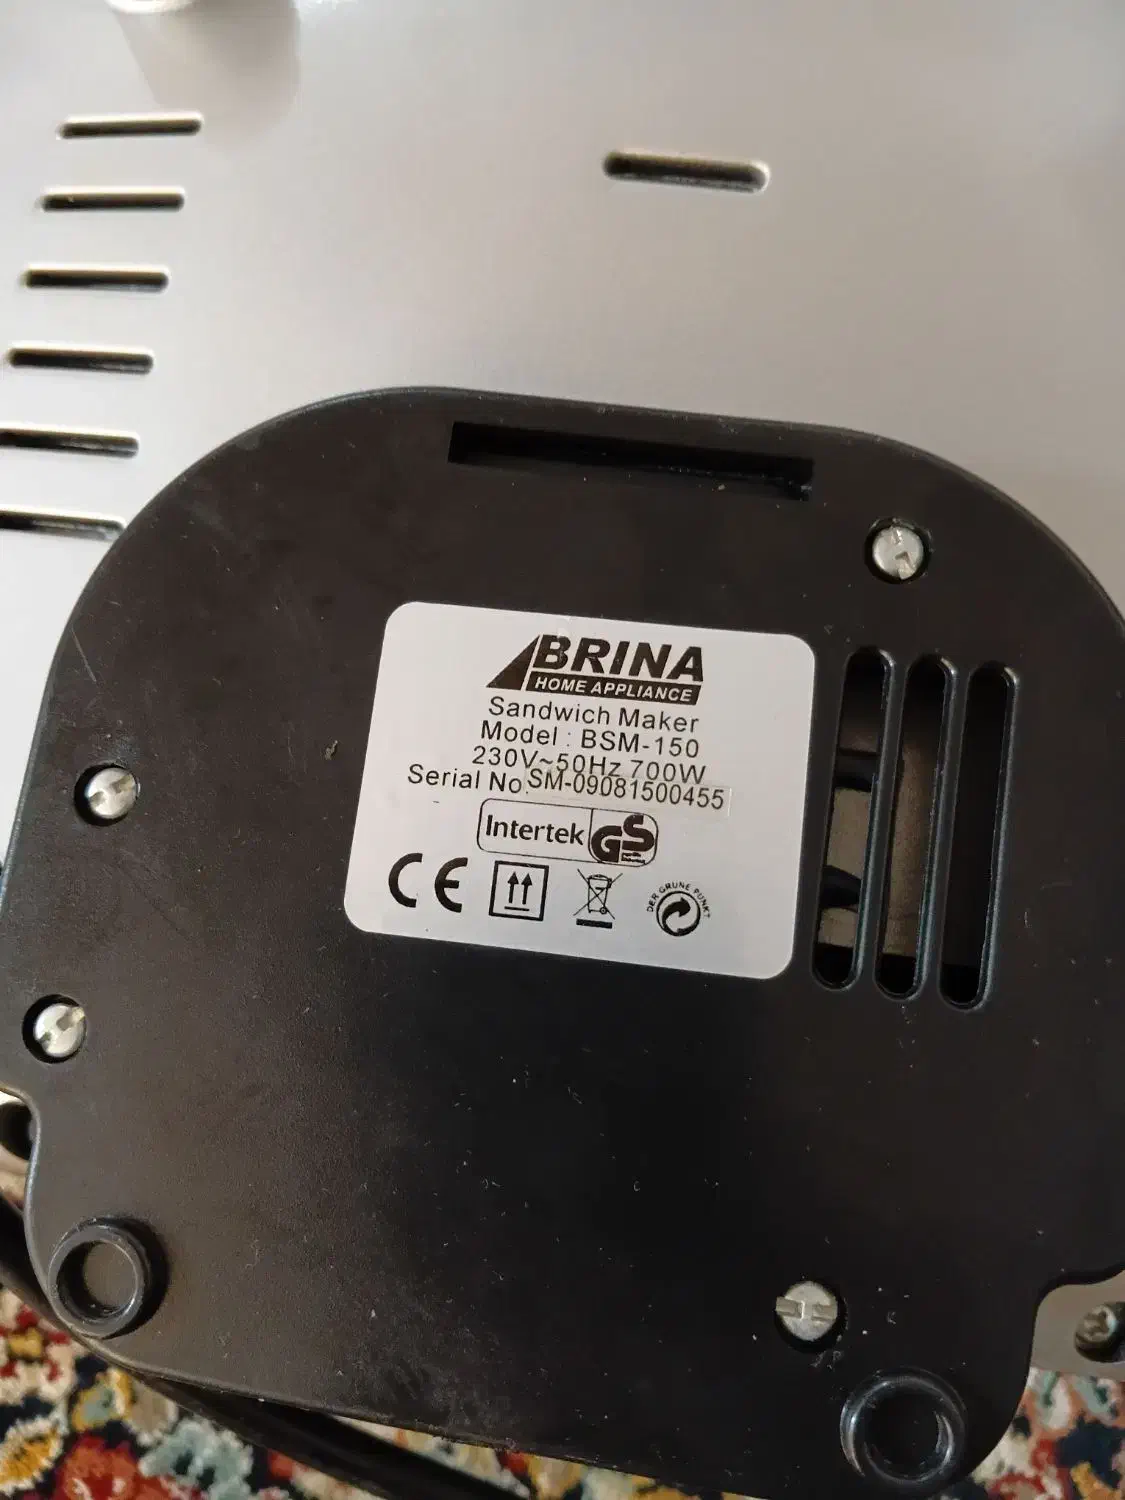 BRINA
HOME APPLIANCE
Sandwich Maker
Model : BSM-150
230V~50Hz 700W
Serial No. SM-09081500455
Intertek GS
CE
DER GRÜNE PUNKT